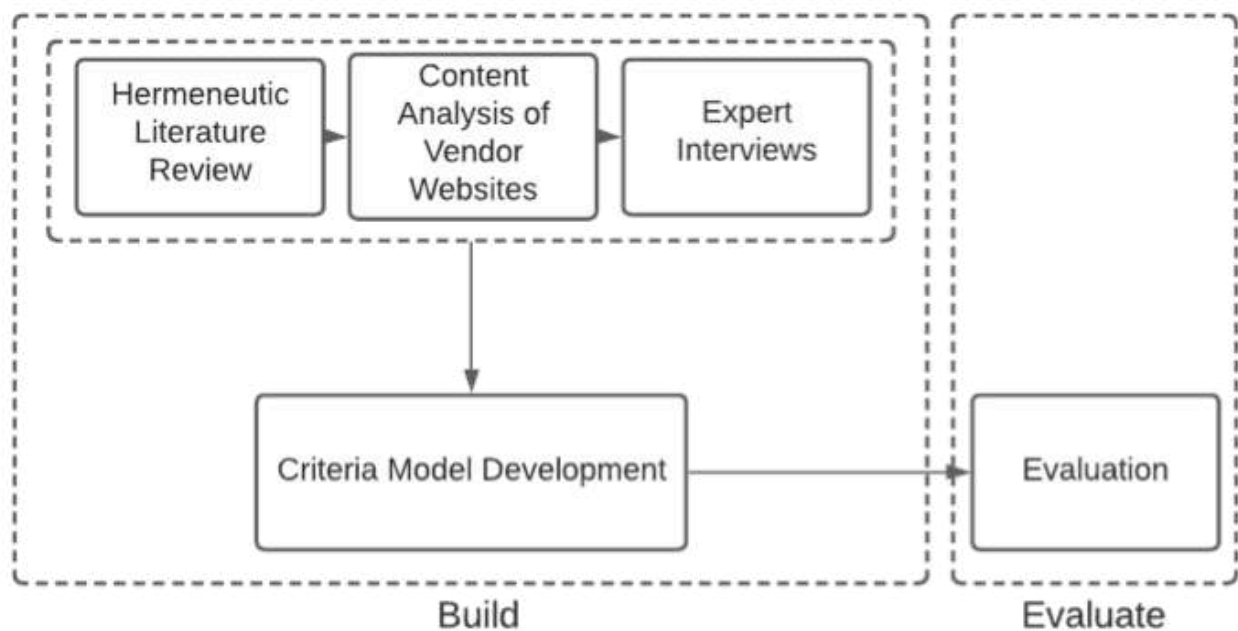 Hermeneutic
Literature
Review
Content
Analysis of
Vendor
Websites
Expert
Interviews
Criteria Model Development
Evaluation
Build
Evaluate